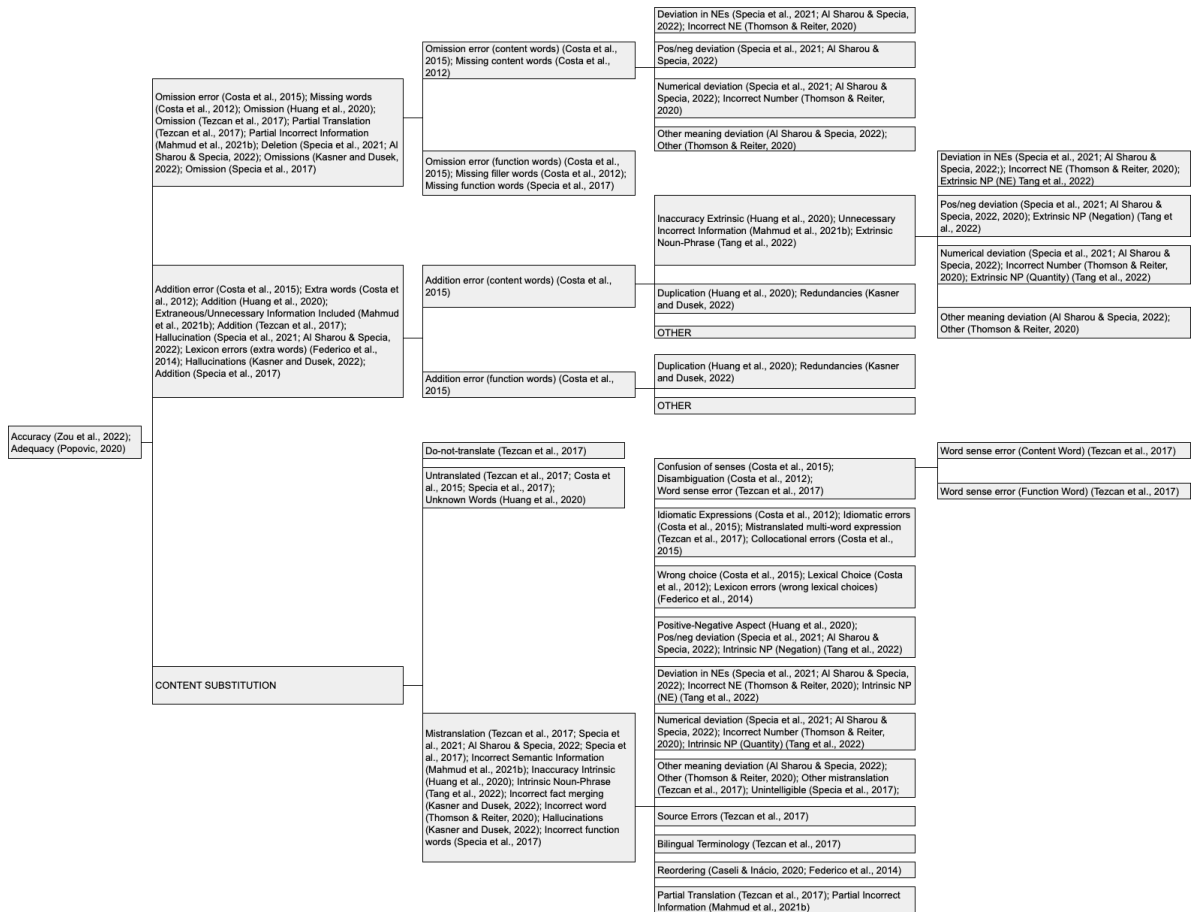 Accuracy (Zou et al., 2022);
Adequacy (Popovic, 2020)
Omission error (Costa et al., 2015); Missing words
(Costa et al., 2012); Omission (Huang et al., 2020);
Omission (Tezcan et al., 2017); Partial Translation
(Tezcan et al., 2017); Partial Incorrect Information
(Mahmud et al., 2021b); Deletion (Specia et al., 2021; Al
Sharou & Specia, 2022); Omissions (Kasner and Dusek,
2022); Omission (Specia et al., 2017)
Omission error (content words) (Costa et al.,
2015); Missing content words (Costa et al.,
2012)
Deviation in NEs (Specia et al., 2021; Al Sharou & Specia,
2022); Incorrect NE (Thomson & Reiter, 2020)
Pos/neg deviation (Specia et al., 2021; Al Sharou &
Specia, 2022)
Numerical deviation (Specia et al., 2021; Al Sharou &
Specia, 2022); Incorrect Number (Thomson & Reiter,
2020)
Other meaning deviation (Al Sharou & Specia, 2022);
Other (Thomson & Reiter, 2020)
Omission error (function words) (Costa et al.,
2015); Missing filler words (Costa et al., 2012);
Missing function words (Specia et al., 2017)
Addition error (Costa et al., 2015); Extra words (Costa et
al., 2012); Addition (Huang et al., 2020);
Extraneous/Unnecessary Information Included (Mahmud
et al., 2021b); Addition (Tezcan et al., 2017);
Hallucination (Specia et al., 2021; Al Sharou & Specia,
2022); Lexicon errors (extra words) (Federico et al.,
2014); Hallucinations (Kasner and Dusek, 2022);
Addition (Specia et al., 2017)
Addition error (content words) (Costa et al.,
2015)
Inaccuracy Extrinsic (Huang et al., 2020); Unnecessary
Incorrect Information (Mahmud et al., 2021b); Extrinsic
Noun-Phrase (Tang et al., 2022)
Deviation in NEs (Specia et al., 2021; Al Sharou &
Specia, 2022;); Incorrect NE (Thomson & Reiter, 2020);
Extrinsic NP (NE) Tang et al., 2022)
Pos/neg deviation (Specia et al., 2021; Al Sharou &
Specia, 2022, 2020); Extrinsic NP (Negation) (Tang et
al., 2022)
Numerical deviation (Specia et al., 2021; Al Sharou &
Specia, 2022); Incorrect Number (Thomson & Reiter,
2020); Extrinsic NP (Quantity) (Tang et al., 2022)
Other meaning deviation (Al Sharou & Specia, 2022);
Other (Thomson & Reiter, 2020)
Duplication (Huang et al., 2020); Redundancies (Kasner
and Dusek, 2022)
OTHER
Addition error (function words) (Costa et al.,
2015)
Duplication (Huang et al., 2020); Redundancies (Kasner
and Dusek, 2022)
OTHER
CONTENT SUBSTITUTION
Do-not-translate (Tezcan et al., 2017)
Untranslated (Tezcan et al., 2017; Costa et al.,
2015; Specia et al., 2017);
Unknown Words (Huang et al., 2020)
Mistranslation (Tezcan et al., 2017; Specia et
al., 2021; Al Sharou & Specia, 2022; Specia et
al., 2017); Incorrect Semantic Information
(Mahmud et al., 2021b); Inaccuracy Intrinsic
(Huang et al., 2020); Intrinsic Noun-Phrase
(Tang et al., 2022); Incorrect fact merging
(Kasner and Dusek, 2022); Incorrect word
(Thomson & Reiter, 2020); Hallucinations
(Kasner and Dusek, 2022); Incorrect function
words (Specia et al., 2017)
Confusion of senses (Costa et al., 2015);
Disambiguation (Costa et al., 2012);
Word sense error (Tezcan et al., 2017)
Word sense error (Content Word) (Tezcan et al., 2017)
Word sense error (Function Word) (Tezcan et al., 2017)
Idiomatic Expressions (Costa et al., 2012); Idiomatic errors
(Costa et al., 2015); Mistranslated multi-word expression
(Tezcan et al., 2017); Collocational errors (Costa et al.,
2015)
Wrong choice (Costa et al., 2015); Lexical Choice (Costa
et al., 2012); Lexicon errors (wrong lexical choices)
(Federico et al., 2014)
Positive-Negative Aspect (Huang et al., 2020);
Pos/neg deviation (Specia et al., 2021; Al Sharou &
Specia, 2022); Intrinsic NP (Negation) (Tang et al., 2022)
Deviation in NEs (Specia et al., 2021; Al Sharou & Specia,
2022); Incorrect NE (Thomson & Reiter, 2020); Intrinsic NP
(NE) (Tang et al., 2022)
Numerical deviation (Specia et al., 2021; Al Sharou &
Specia, 2022); Incorrect Number (Thomson & Reiter,
2020); Intrinsic NP (Quantity) (Tang et al., 2022)
Other meaning deviation (Al Sharou & Specia, 2022);
Other (Thomson & Reiter, 2020); Other mistranslation
(Tezcan et al., 2017); Unintelligible (Specia et al., 2017);
Source Errors (Tezcan et al., 2017)
Bilingual Terminology (Tezcan et al., 2017)
Reordering (Caseli & Inácio, 2020; Federico et al., 2014)
Partial Translation (Tezcan et al., 2017); Partial Incorrect
Information (Mahmud et al., 2021b)